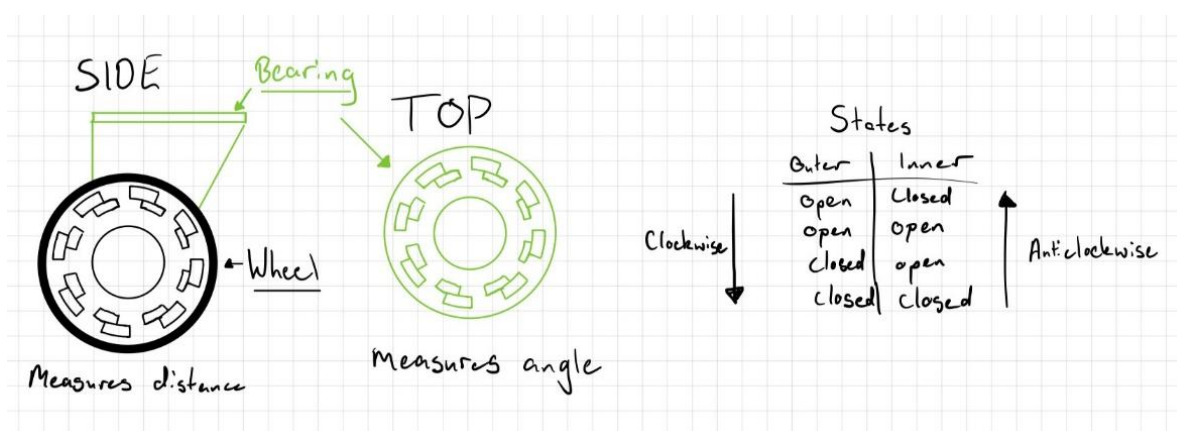 SIDE
Bearing
TOP
Wheel
Measures distance
Measures angle
States
Outer Inner
open Closed
open open
closed open
closed closed
Clockwise
Anticlockwise